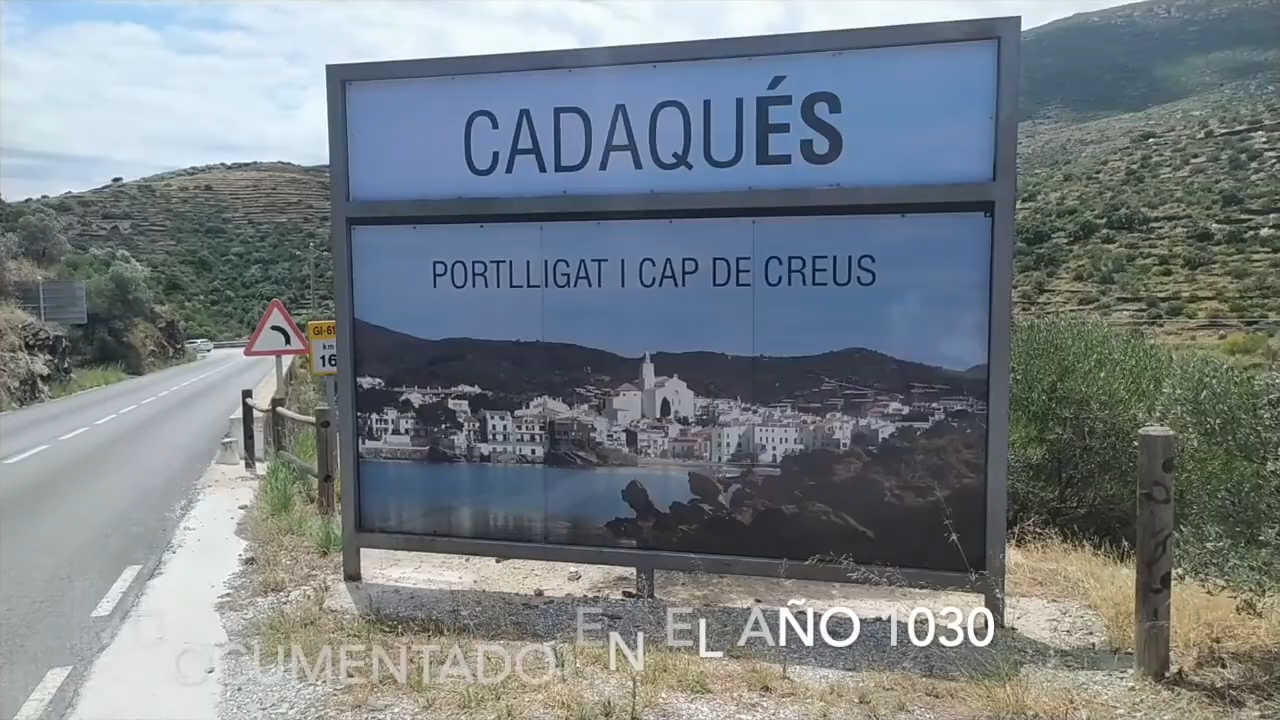 CADAQUÉS
PORTLLIGAT I CAP DE CREUS
GI-61
km
16
DOCUMENTADO EN EL AÑO 1030